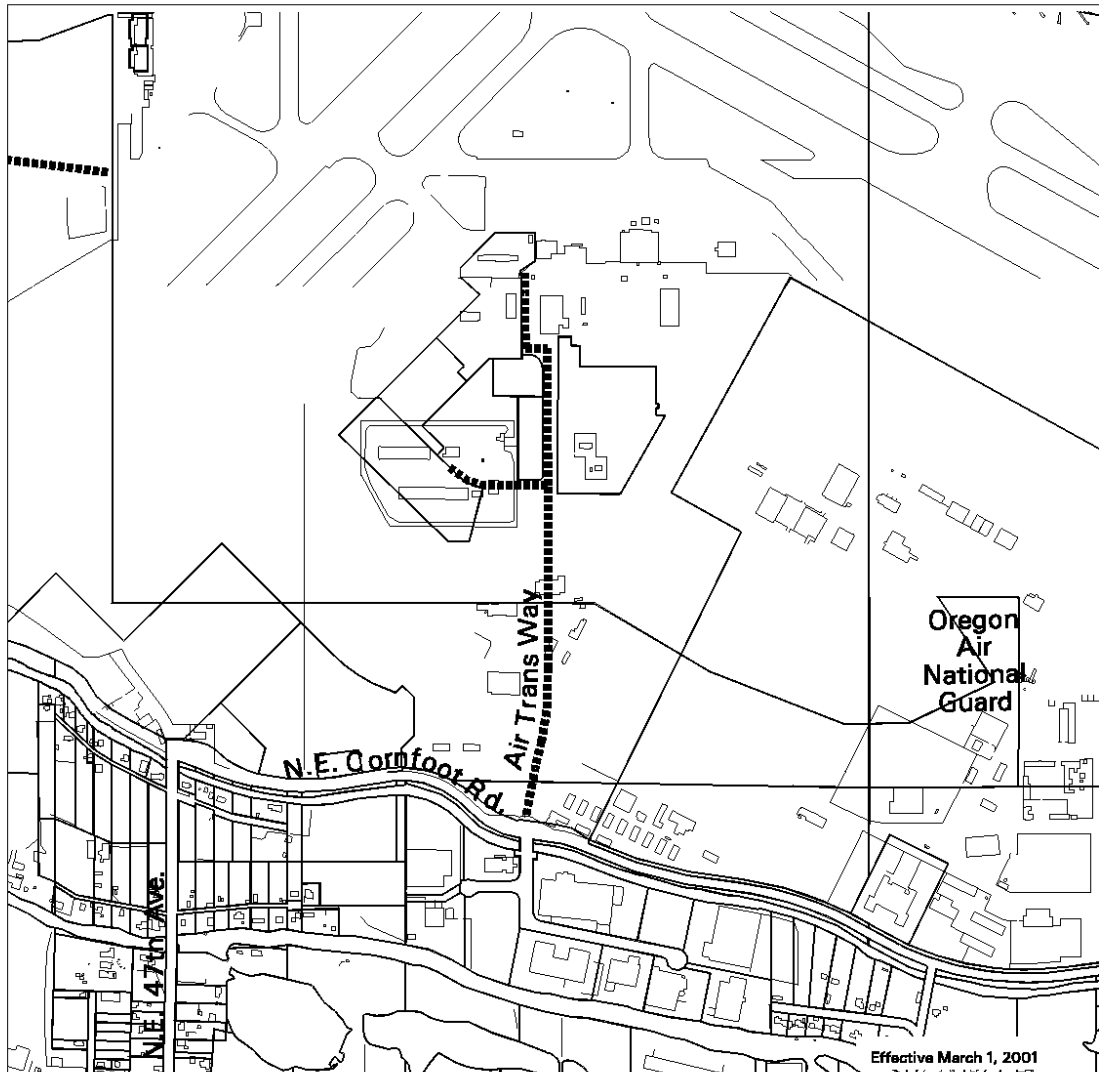 Oregon
Air
National
Guard
Air Trans Way
N.E. Cornfoot Rd.
N.E. 47th Ave.
Effective March 1, 2001